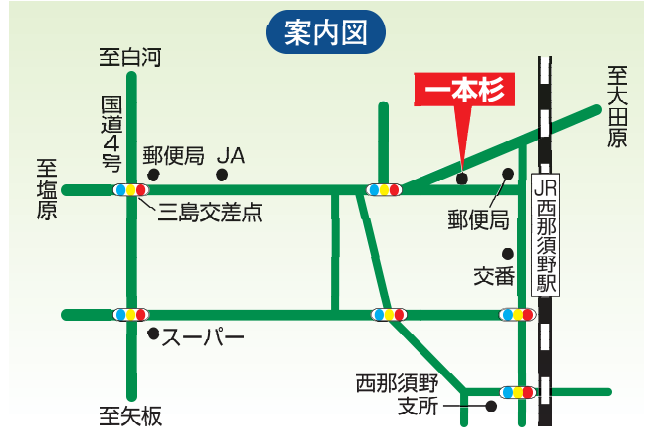 案内図
至白河
国道4号
至塩原
郵便局
JA
三島交差点
一本杉
至大田原
郵便局
JR西那須野駅
交番
スーパー
西那須野
支所
至矢板